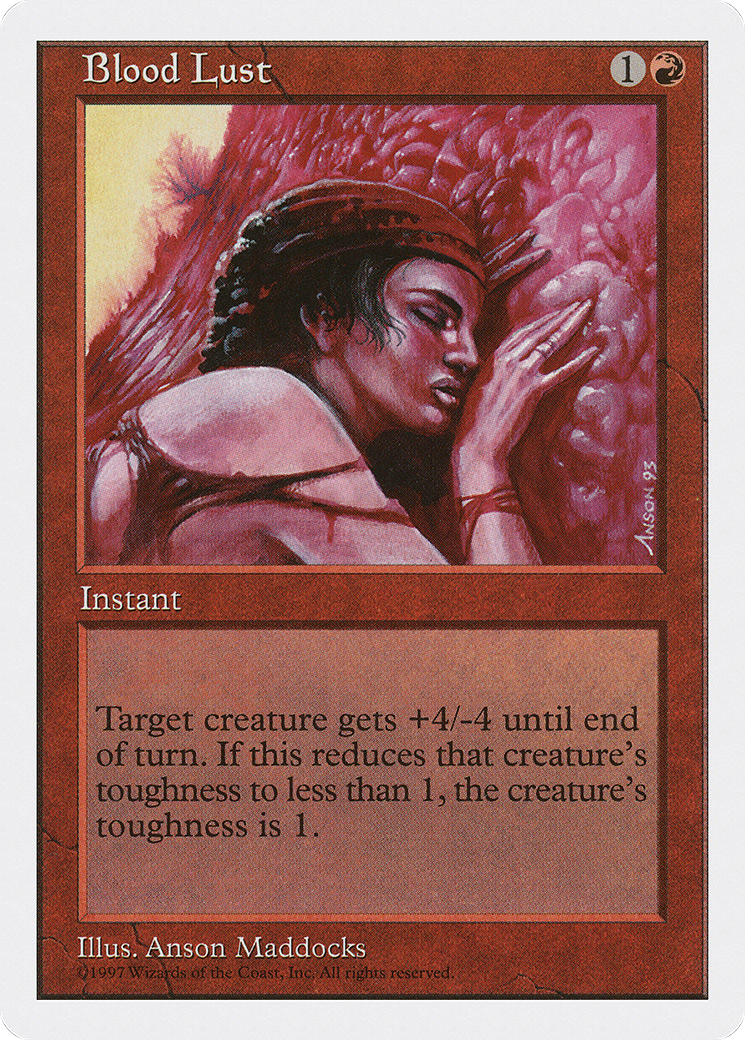 Blood Lust 1
ANSON 93
Instant
Target creature gets +4/-4 until end
of turn. If this reduces that creature's
toughness to less than 1, the creature's
toughness is 1.
Illus. Anson Maddocks
©1997 Wizards of the Coast, Inc. All rights reserved.